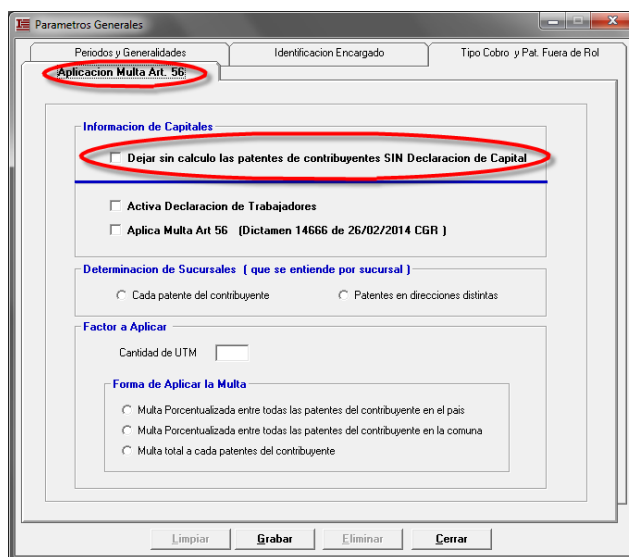 Parametros Generales
Periodos y Generalidades
Identificacion Encargado
Tipo Cobro y Pat. Fuera de Rol
Aplicacion Multa Art. 56
Informacion de Capitales
Dejar sin calculo las patentes de contribuyentes SIN Declaracion de Capital
Activa Declaracion de Trabajadores
Aplica Multa Art 56 (Dictamen 14666 de 26/02/2014 CGR )
Determinacion de Sucursales ( que se entiende por sucursal )
Cada patente del contribuyente
Patentes en direcciones distintas
Factor a Aplicar
Cantidad de UTM
Forma de Aplicar la Multa
Multa Porcentualizada entre todas las patentes del contribuyente en el pais
Multa Porcentualizada entre todas las patentes del contribuyente en la comuna
Multa total a cada patentes del contribuyente
Limpiar
Grabar
Eliminar
Cerrar